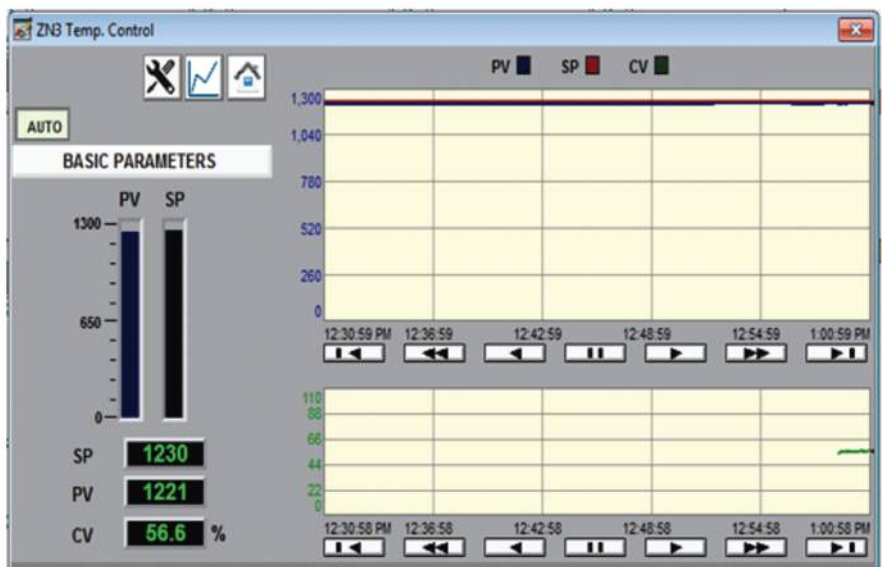 ZN3 Temp. Control
PV SP CV
AUTO
BASIC PARAMETERS
PV SP
1300
650
0
SP 1230
PV 1221
CV 56.6 %
1,300
1,040
780
520
260
0
12:30:59 PM 12:36:59 12:42:59 12:48:59 12:54:59 1:00:59 PM
110
88
66
44
22
0
12:30:58 PM 12:36:58 12:42:58 12:48:58 12:54:58 1:00:58 PM